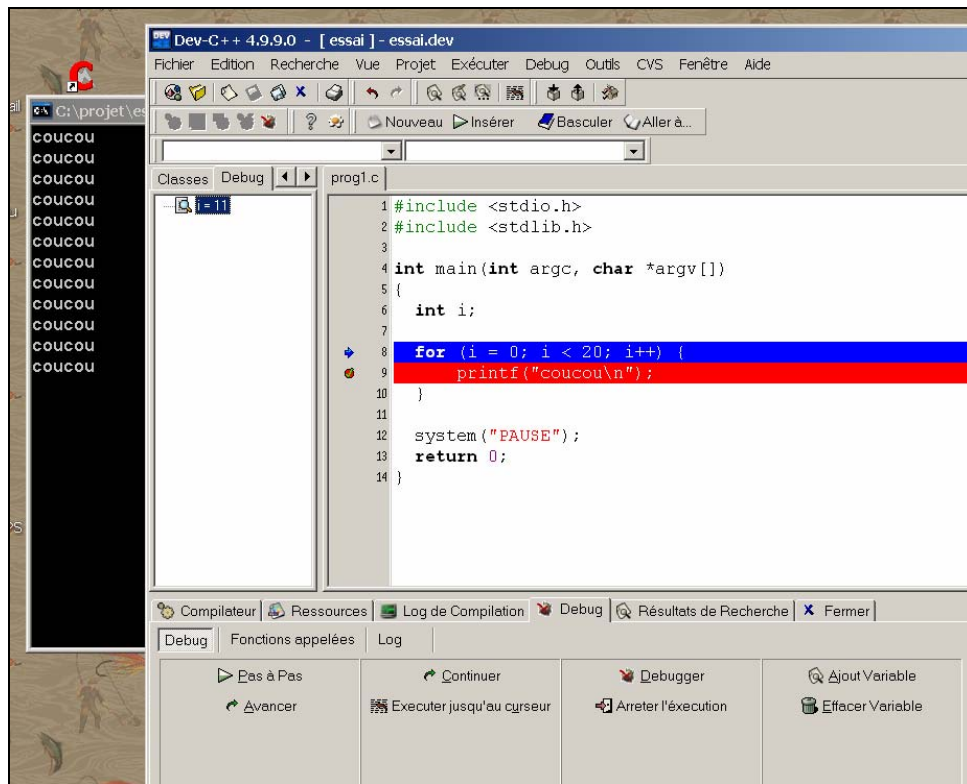 Dev-C++ 4.9.9.0 - [ essai ] - essai.dev
Fichier Edition Recherche Vue Projet Exécuter Debug Outils CVS Fenêtre Aide
Nouveau Insérer Basculer Aller à...
C:\projet\es
coucou
coucou
coucou
coucou
coucou
coucou
coucou
coucou
coucou
coucou
coucou
coucou
Classes Debug
i = 11
prog1.c
1 #include <stdio.h>
2 #include <stdlib.h>
3
4 int main(int argc, char *argv[])
5 {
6 int i;
7
8 for (i = 0; i < 20; i++) {
9 printf("coucou\n");
10 }
11
12 system("PAUSE");
13 return 0;
14 }
Compilateur Ressources Log de Compilation Debug Résultats de Recherche Fermer
Debug Fonctions appelées Log
Pas à Pas Continuer Debugger Ajout Variable
Avancer Executer jusqu'au curseur Arreter l'éxecution Effacer Variable